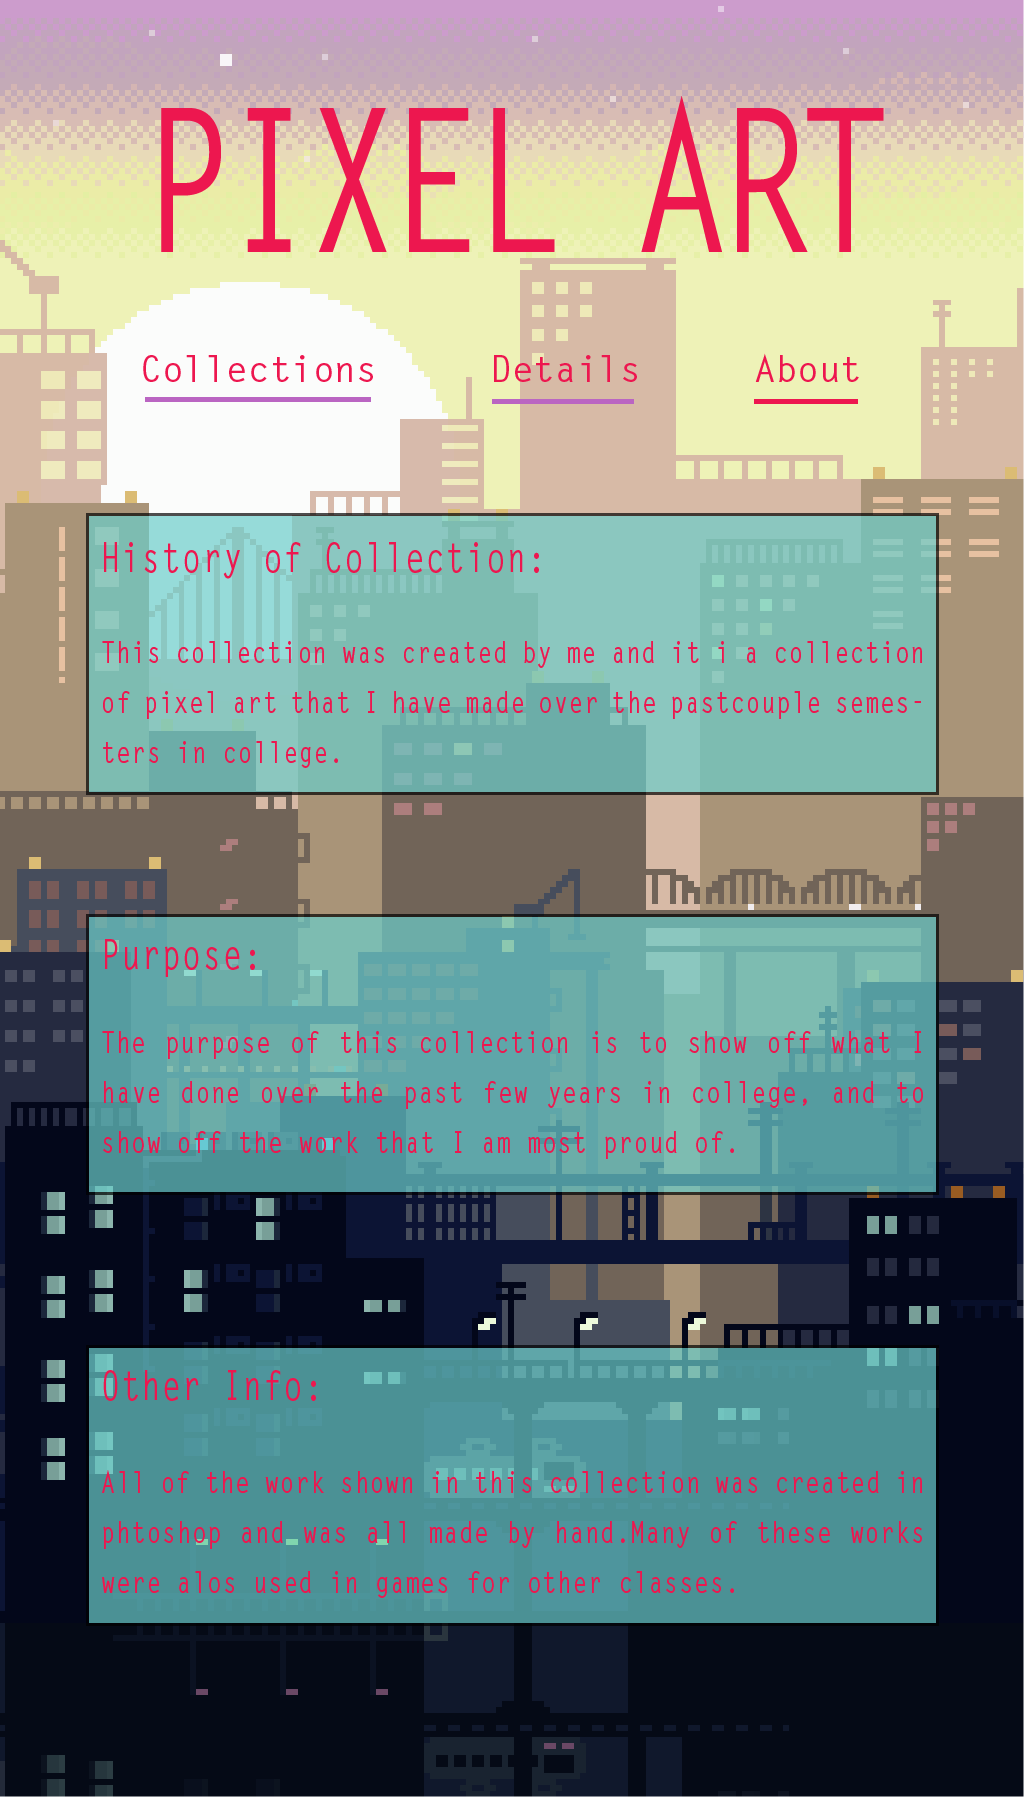 PIXEL ART
Collections Details About
History of Collection:
This collection was created by me and it i a collection
of pixel art that I have made over the pastcouple semes-
ters in college.
Purpose:
The purpose of this collection is to show off what I
have done over the past few years in college, and to
show off the work that I am most proud of.
Other Info:
All of the work shown in this collection was created in
phtoshop and was all made by hand.Many of these works
were alos used in games for other classes.